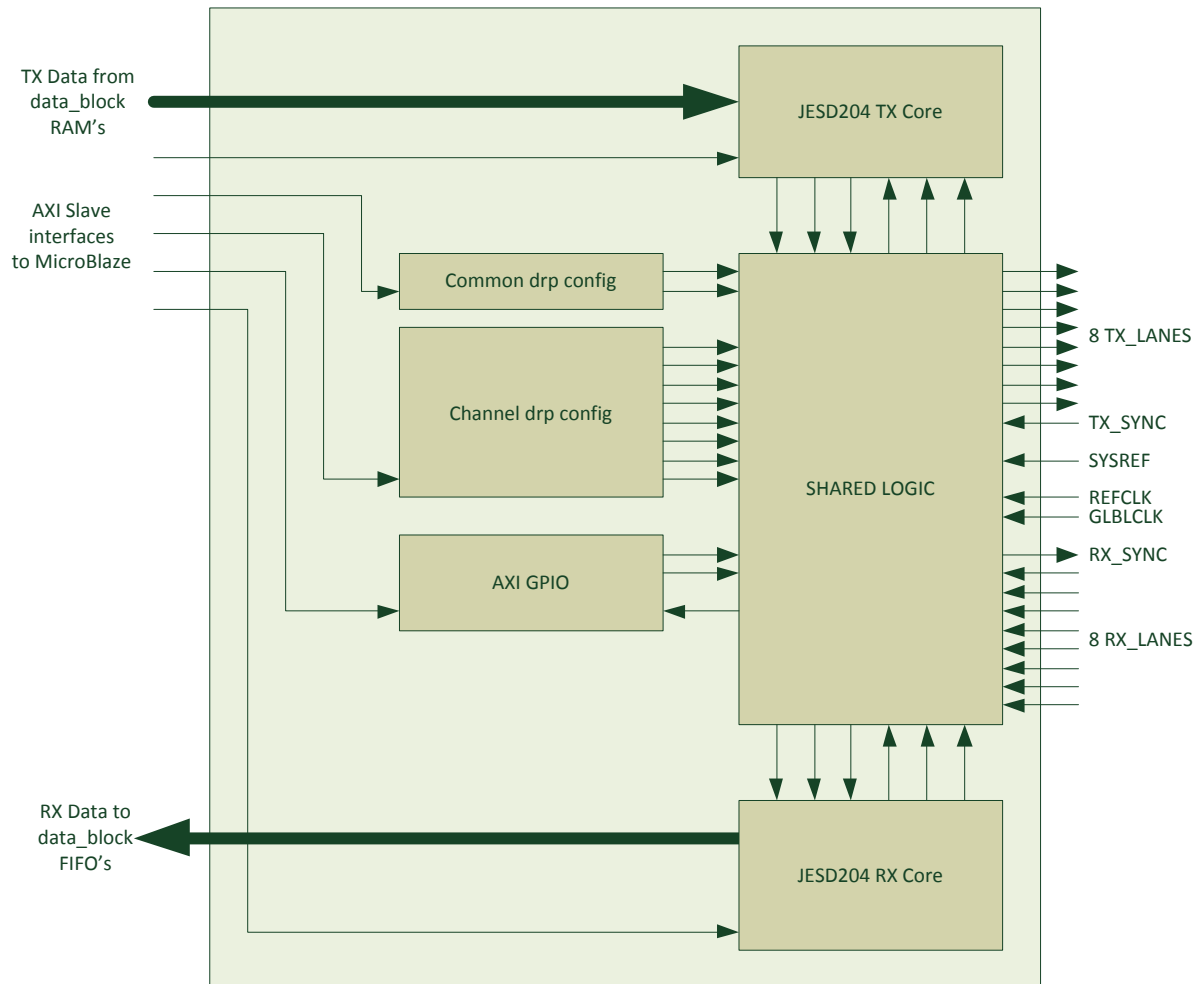 TX Data from
data_block
RAM's
JESD204 TX Core
AXI Slave
interfaces
to MicroBlaze
Common drp config
Channel drp config
AXI GPIO
SHARED LOGIC
8 TX_LANES
TX_SYNC
SYSREF
REFCLK
GLBLCLK
RX_SYNC
8 RX_LANES
RX Data to
data_block
FIFO's
JESD204 RX Core